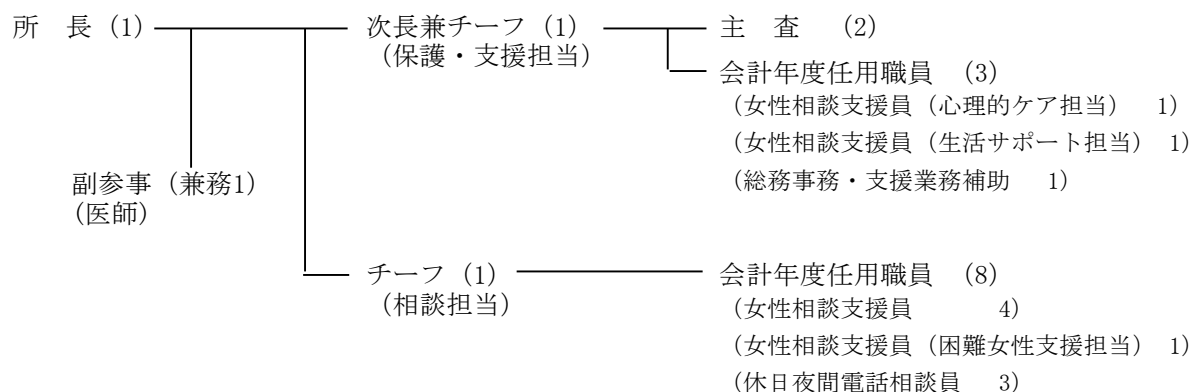 所　長（1）
次長兼チーフ（1）
（保護・支援担当）
主　査　（2）
会計年度任用職員　（3）
（女性相談支援員（心理的ケア担当）　1）
（女性相談支援員（生活サポート担当）　1）
（総務事務・支援業務補助　1）
副参事（兼務1）
（医師）
チーフ（1）
（相談担当）
会計年度任用職員　（8）
（女性相談支援員　　　4）
（女性相談支援員（困難女性支援担当）　1）
（休日夜間電話相談員　3）